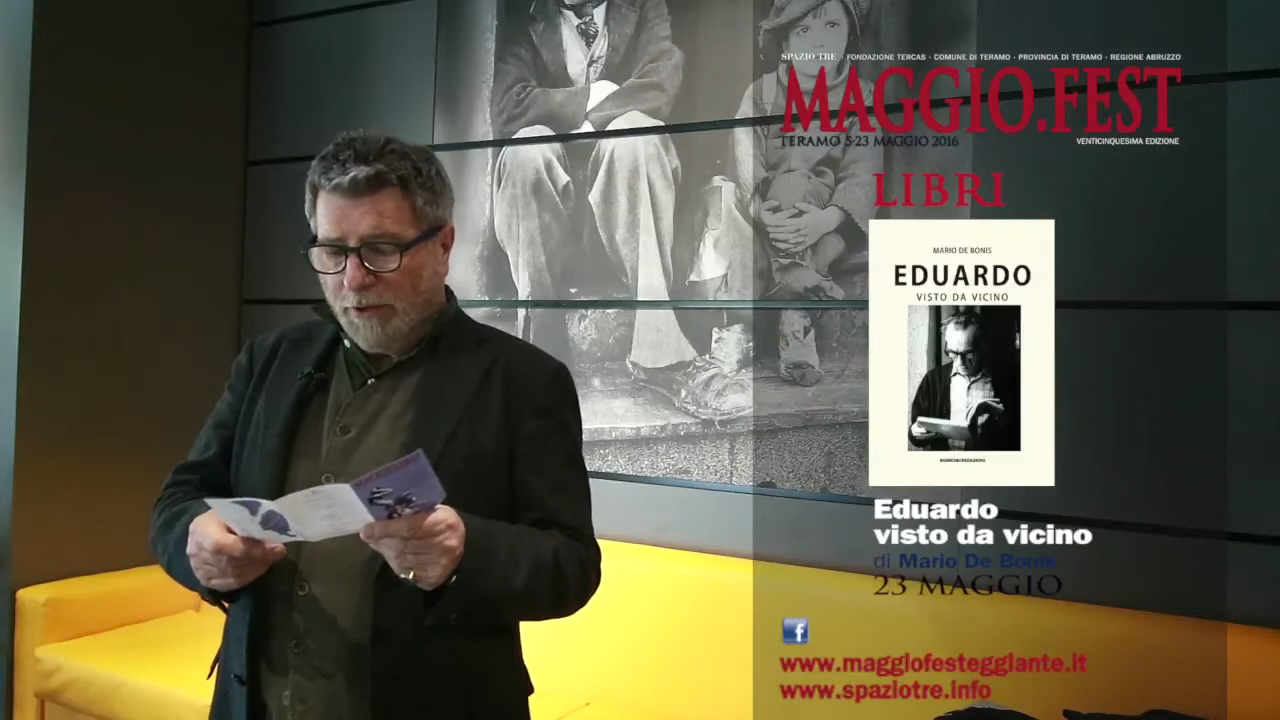 SPAZIO TRE - FONDAZIONE TERCAS - COMUNE DI TERAMO - PROVINCIA DI TERAMO - REGIONE ABRUZZO
MAGGIO.FEST
TERAMO 5-23 MAGGIO 2016
VENTICINQUESIMA EDIZIONE
LIBRI
MARIO DE BONIS
EDUARDO
VISTO DA VICINO
Eduardo
visto da vicino
di Mario De Bonis
23 MAGGIO
f
www.maggiofesteggiante.it
www.spaziotre.info